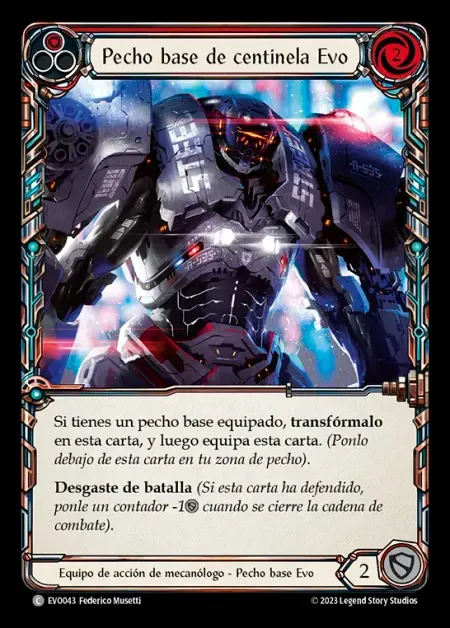 Pecho base de centinela Evo
2
Si tienes un pecho base equipado, transfórmalo
en esta carta, y luego equipa esta carta. (Ponlo
debajo de esta carta en tu zona de pecho).
Desgaste de batalla (Si esta carta ha defendido,
ponle un contador -1 cuando se cierre la cadena de
combate).
Equipo de acción de mecanólogo - Pecho base Evo
2
C EVO043 Federico Musetti
© 2023 Legend Story Studios